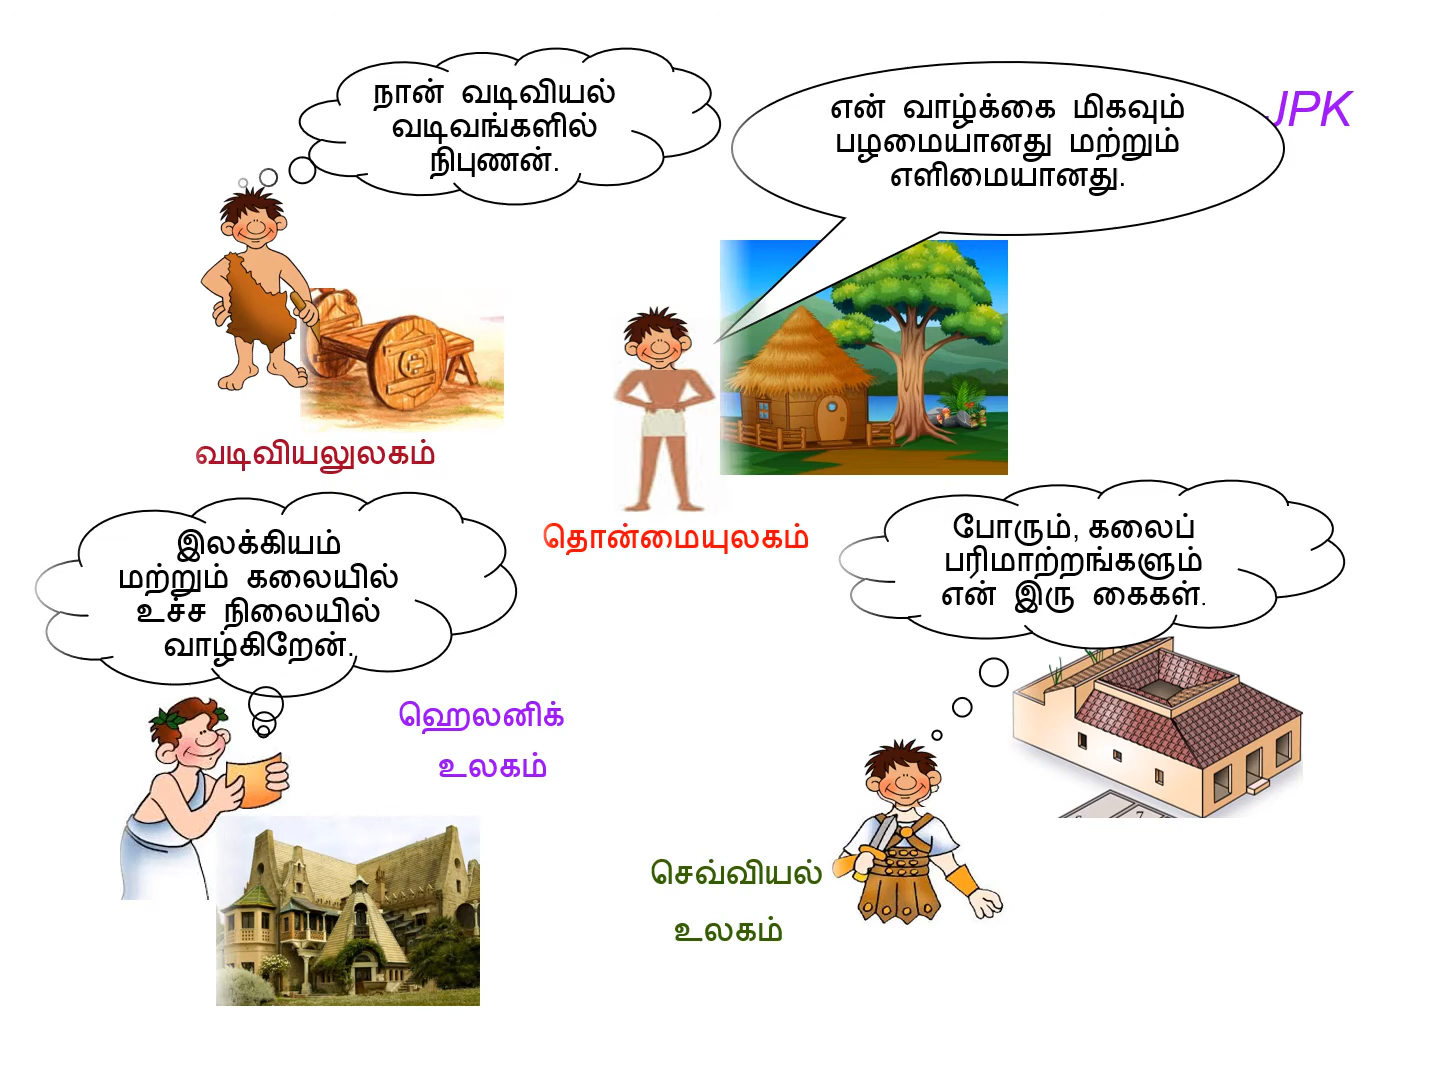 நான் வடிவியல்
வடிவங்களில்
நிபுணன்.
என் வாழ்க்கை மிகவும்
பழமையானது மற்றும்
எளிமையானது.
JPK
வடிவியலுலகம்
தொன்மையுலகம்
இலக்கியம்
மற்றும் கலையில்
உச்ச நிலையில்
வாழ்கிறேன்.
போரும், கலைப்
பரிமாற்றங்களும்
என் இரு கைகள்.
ஹெலனிக்
உலகம்
செவ்வியல்
உலகம்